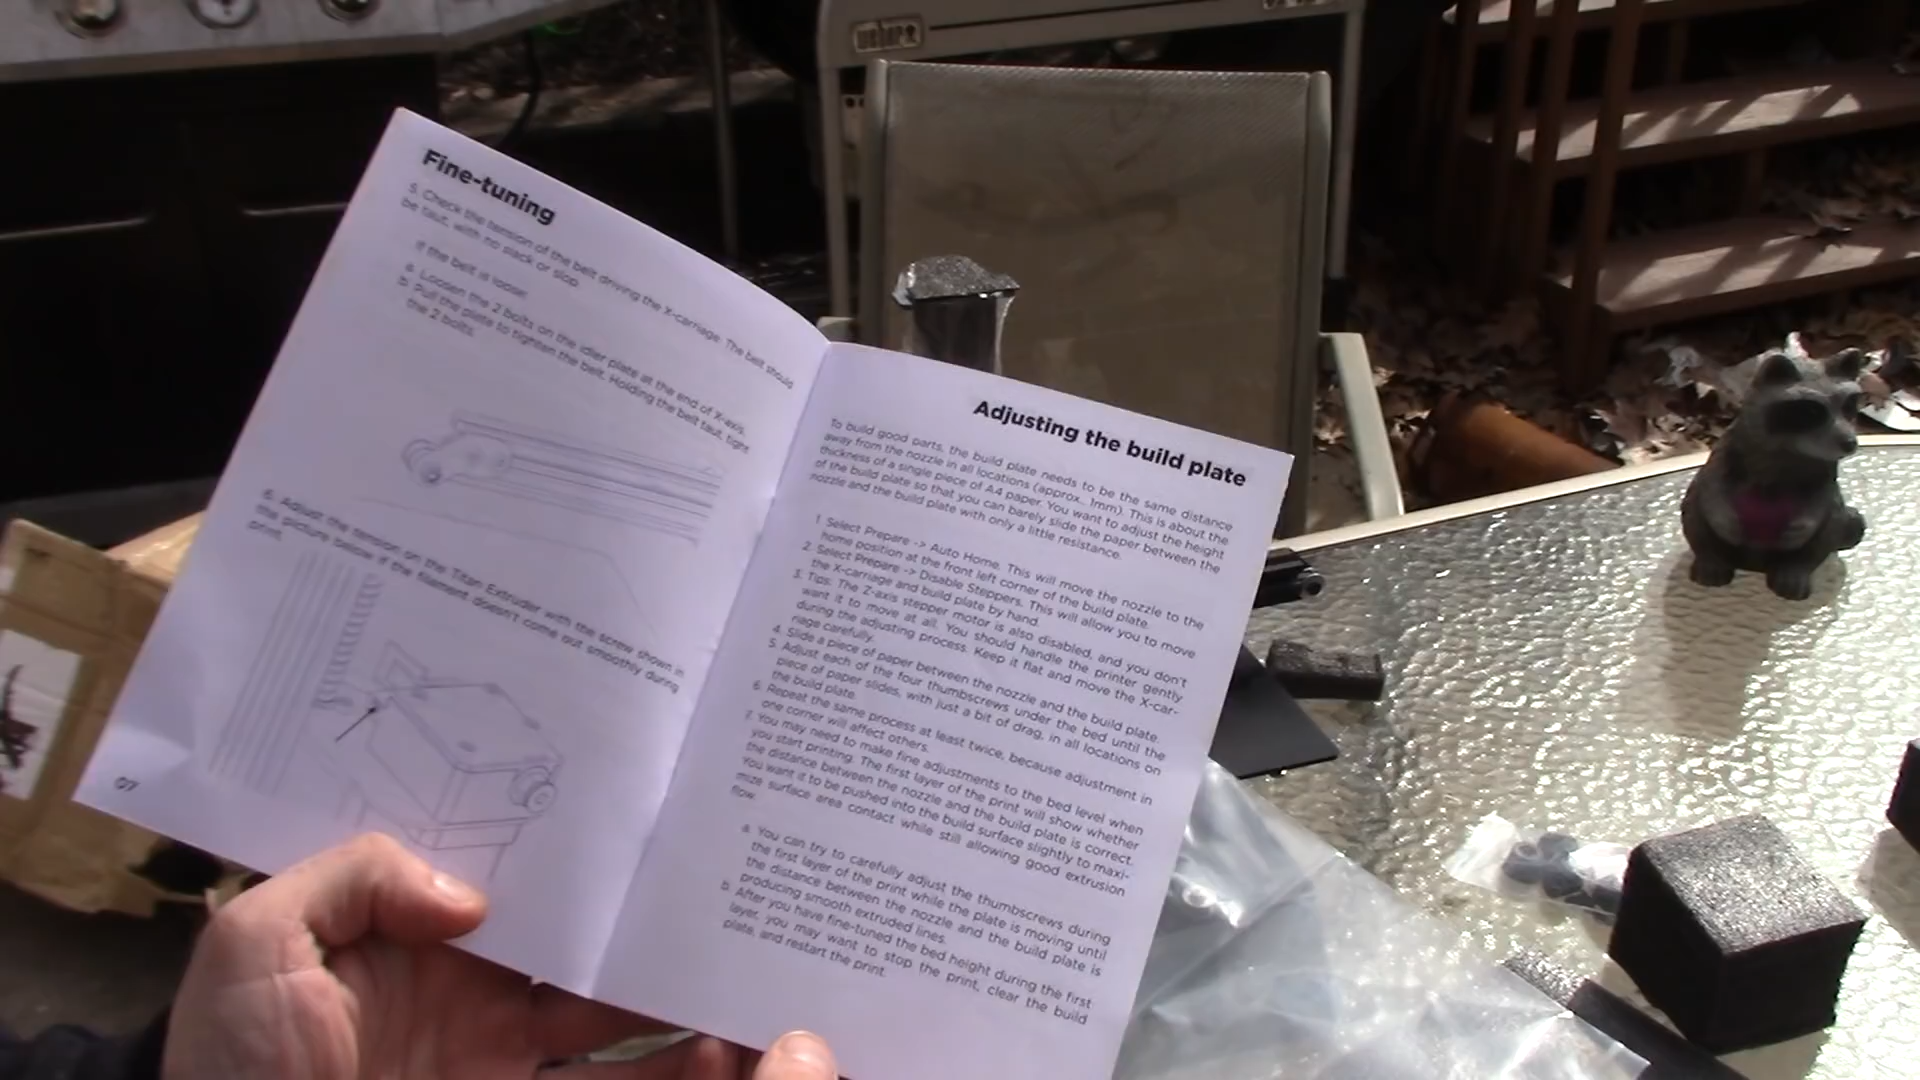 Fine-tuning
5. Check the tension of the belt driving the X-carriage. The belt should
be taut, with no slack or slop.
If the belt is loose:
a. Loosen the 2 bolts on the idler plate at the end of X-axis.
b. Pull the plate to tighten the belt. Holding the belt taut, tight
the 2 bolts.
6. Adjust the tension on the Titan Extruder with the screw shown in
the picture below if the filament doesn't come out smoothly during
print.
07
Adjusting the build plate
To build good parts, the build plate needs to be the same distance
away from the nozzle in all locations (approx. .1mm). This is about the
thickness of a single piece of A4 paper. You want to adjust the height
of the build plate so that you can barely slide the paper between the
nozzle and the build plate with only a little resistance.
1. Select Prepare -> Auto Home. This will move the nozzle to the
home position at the front left corner of the build plate.
2. Select Prepare -> Disable Steppers. This will allow you to move
the X-carriage and build plate by hand.
3. Tips: The Z-axis stepper motor is also disabled, and you don't
want it to move at all. You should handle the printer gently
during the adjusting process. Keep it flat and move the X-car-
riage carefully.
4. Slide a piece of paper between the nozzle and the build plate.
5. Adjust each of the four thumbscrews under the bed until the
piece of paper slides, with just a bit of drag, in all locations on
the build plate.
6. Repeat the same process at least twice, because adjustment in
one corner will affect others.
7. You may need to make fine adjustments to the bed level when
you start printing. The first layer of the print will show whether
the distance between the nozzle and the build plate is correct.
You want it to be pushed into the build surface slightly to maxi-
mize surface area contact while still allowing good extrusion
flow.
a. You can try to carefully adjust the thumbscrews during
the first layer of the print while the plate is moving until
the distance between the nozzle and the build plate is
producing smooth extruded lines.
b. After you have fine-tuned the bed height during the first
layer, you may want to stop the print, clear the build
plate, and restart the print.